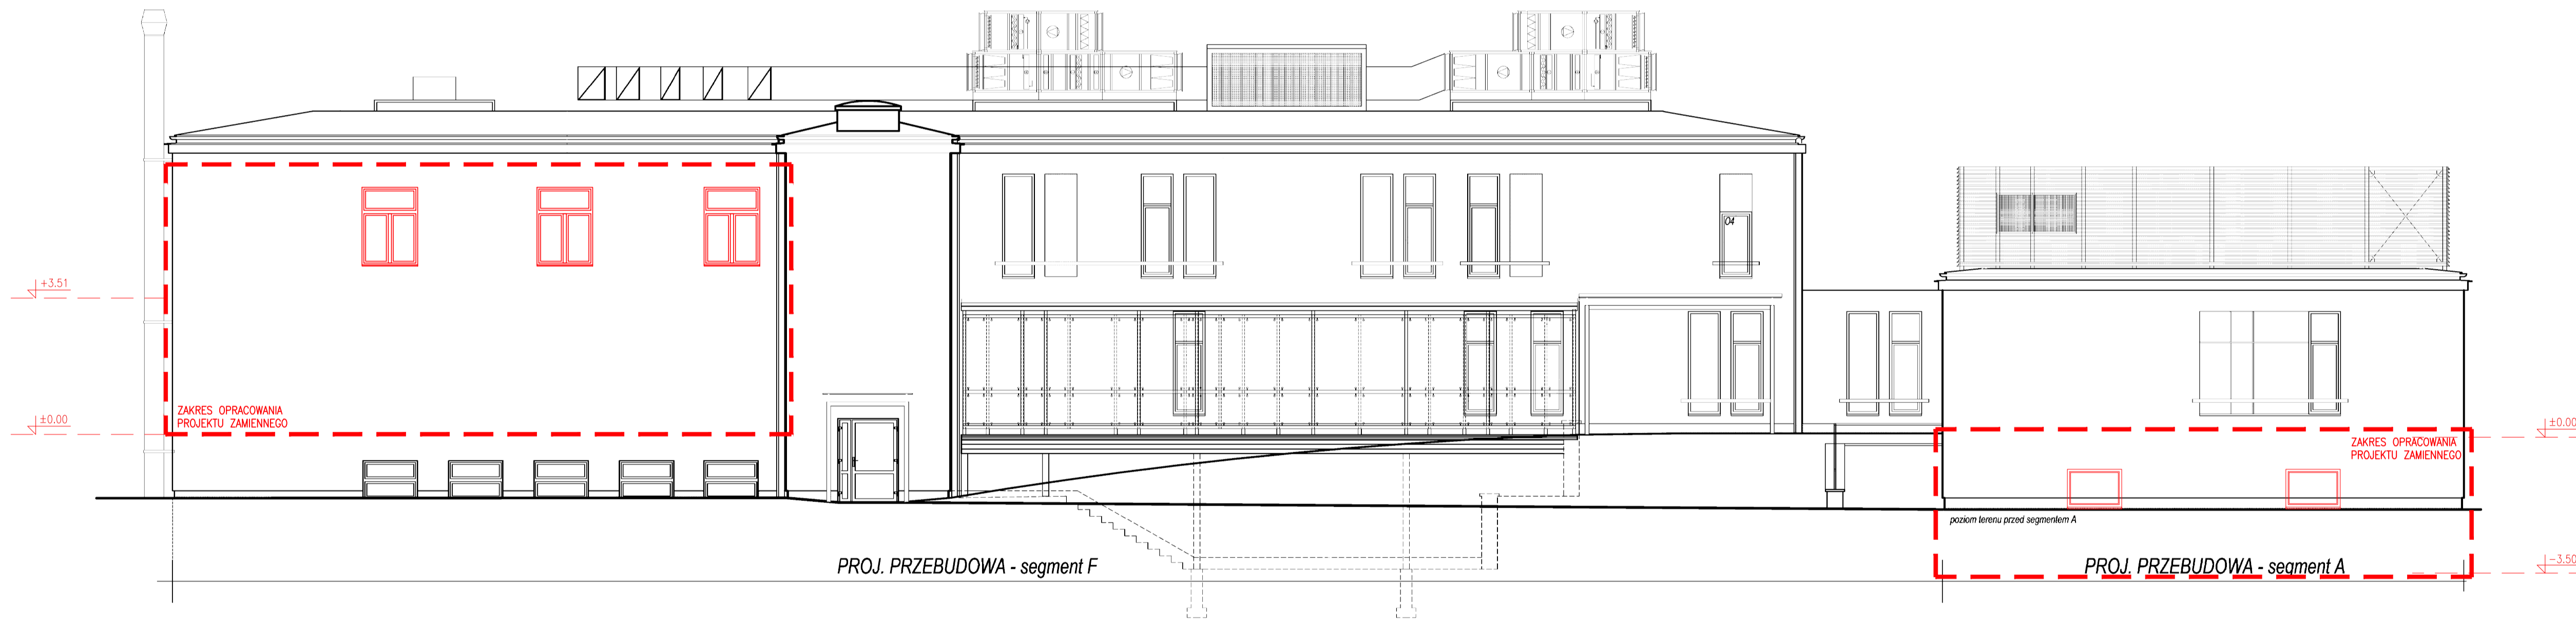 O4
+3.51
ZAKRES OPRACOWANIA
PROJEKTU ZAMIENNEGO
±0.00
±0.00
ZAKRES OPRACOWANIA
PROJEKTU ZAMIENNEGO
poziom terenu przed segmentem A
PROJ. PRZEBUDOWA - segment F
PROJ. PRZEBUDOWA - segment A
-3.50